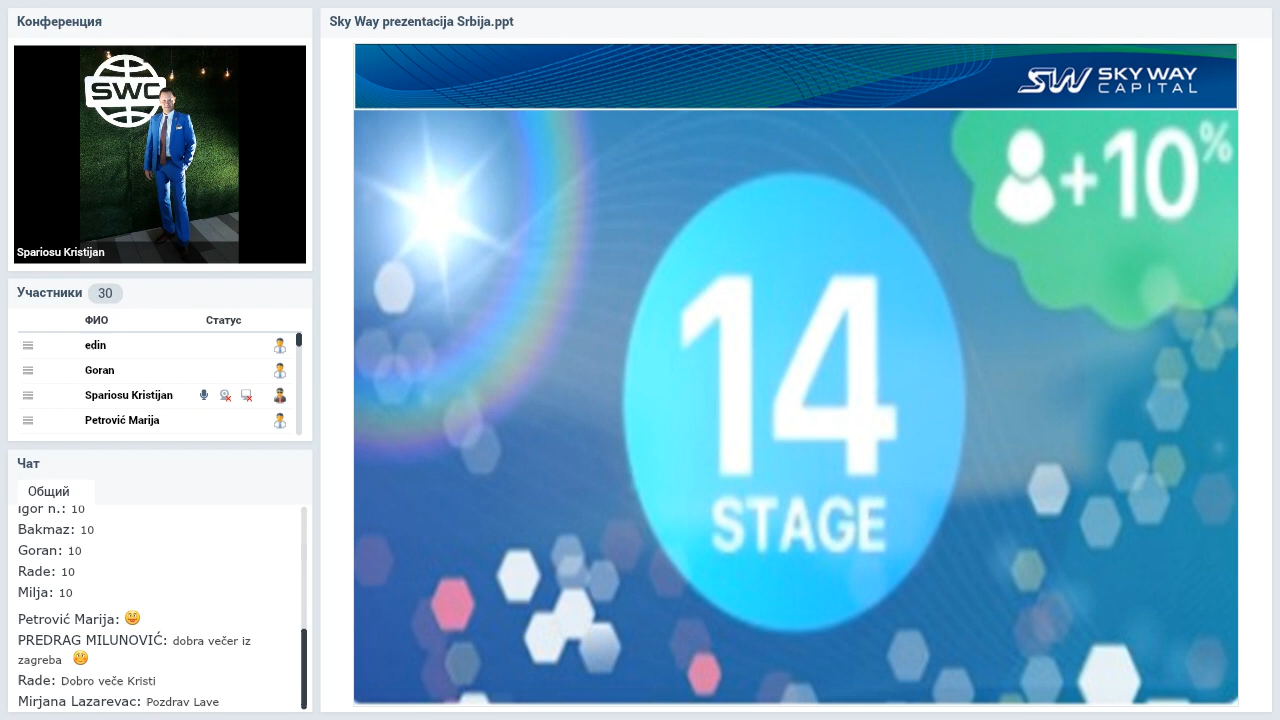 Конференция
SWC
Spariosu Kristijan
Участники 30
ФИО Статус
edin
Goran
Spariosu Kristijan
Petrović Marija
Чат
Общий
Igor n.: 10
Bakmaz: 10
Goran: 10
Rade: 10
Milja: 10
Petrović Marija:
PREDRAG MILUNOVIĆ: dobra večer iz
zagreba
Rade: Dobro veče Kristi
Mirjana Lazarevac: Pozdrav Lave
Sky Way prezentacija Srbija.ppt
SW SKY WAY
CAPITAL
+10%
14
STAGE